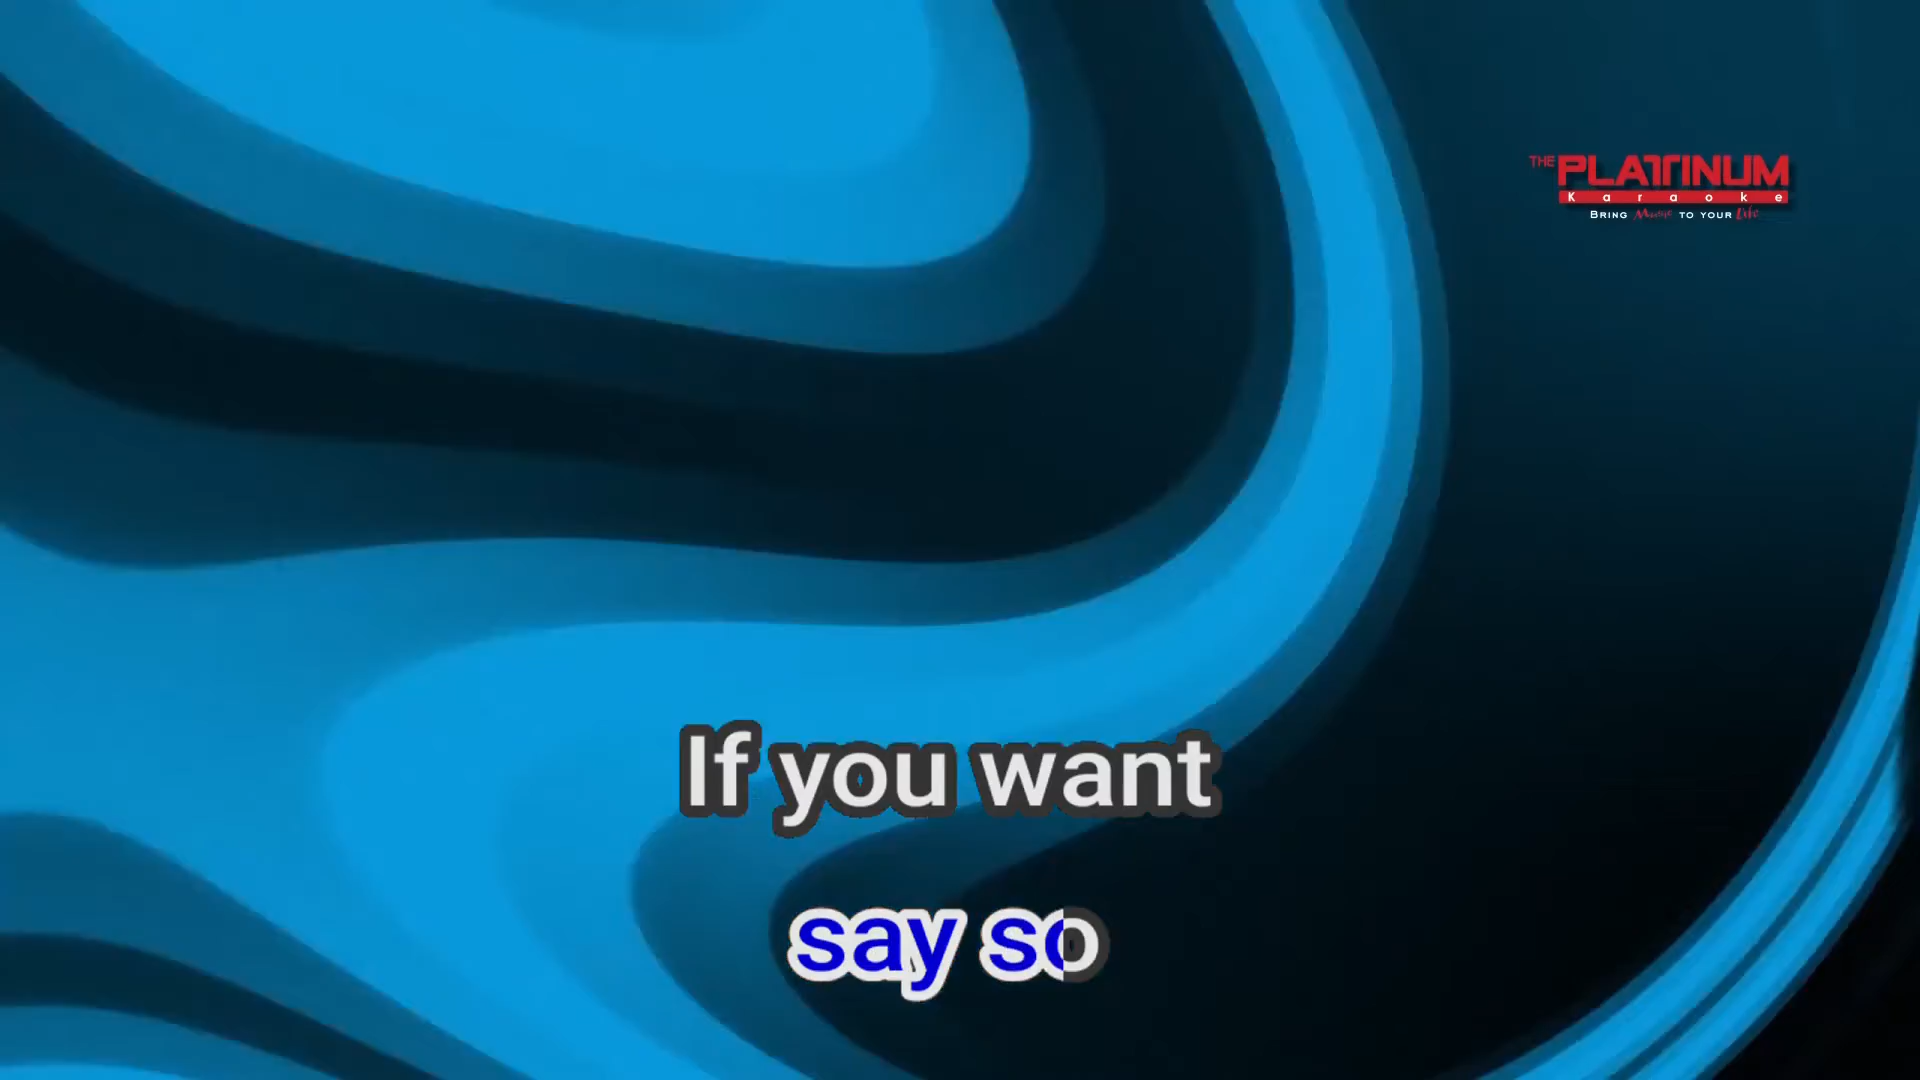 THE PLATINUM
Karaoke
BRING Music TO YOUR Life
If you want
say so